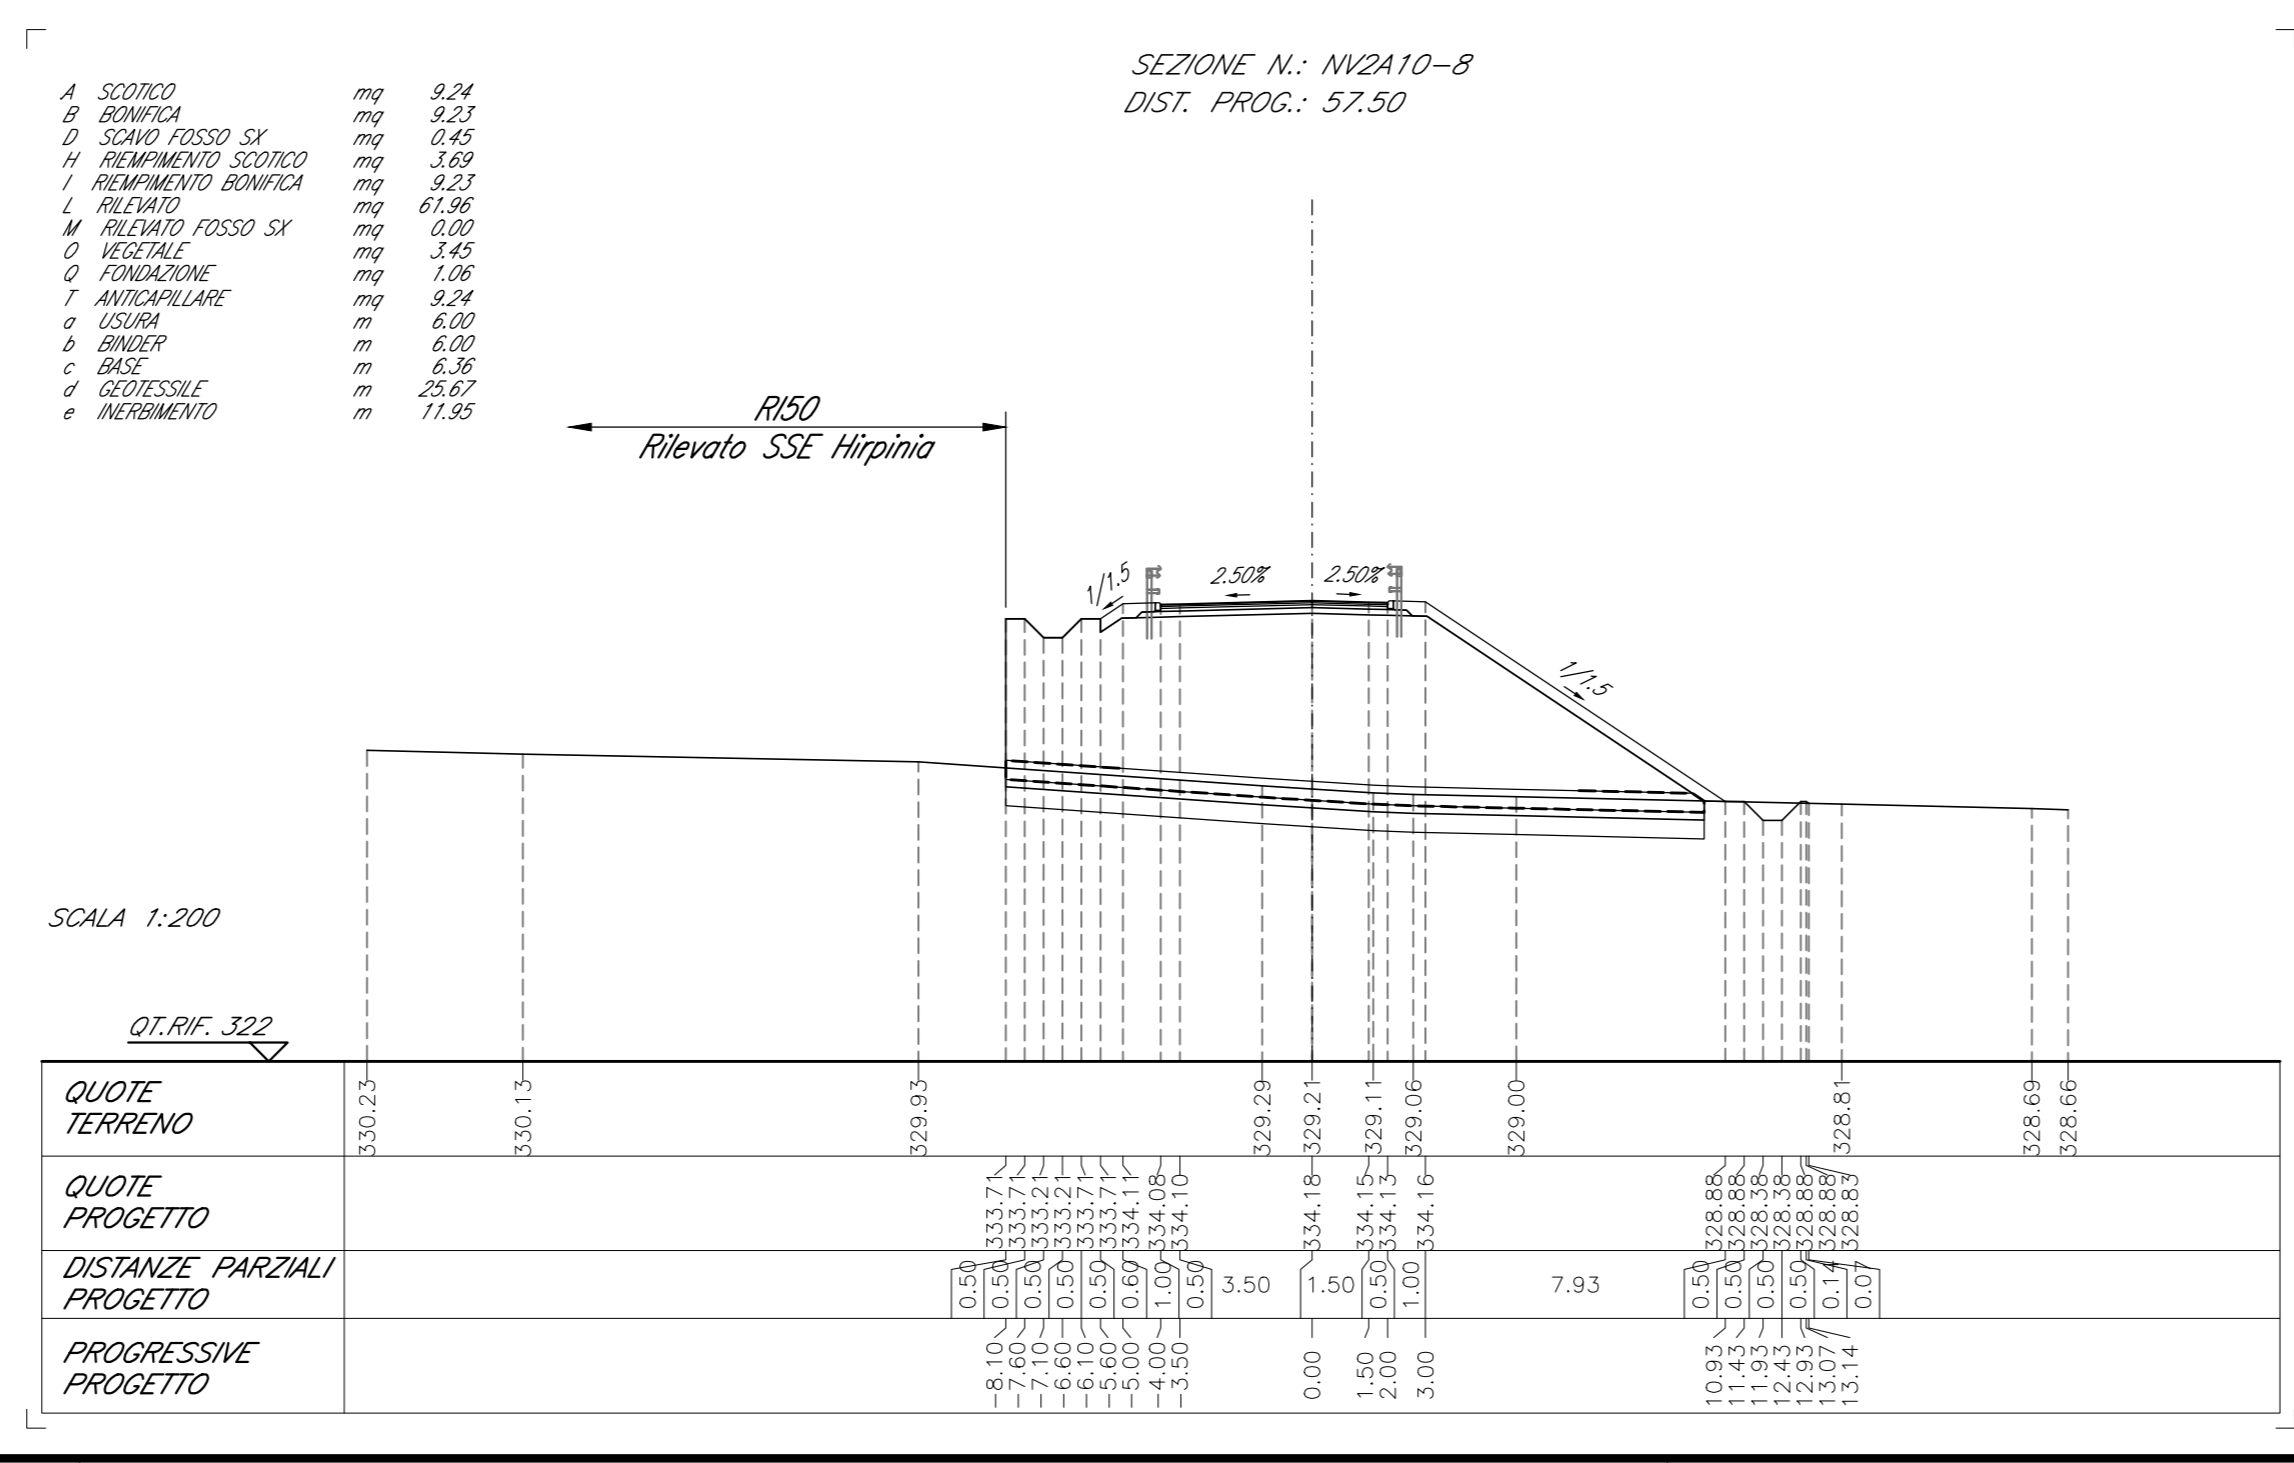 SEZIONE N.: NV2A10-8
DIST. PROG.: 57.50
A SCOTICO mq 9.24
B BONIFICA mq 9.23
D SCAVO FOSSO SX mq 0.45
H RIEMPIMENTO SCOTICO mq 3.69
I RIEMPIMENTO BONIFICA mq 9.23
L RILEVATO mq 61.96
M RILEVATO FOSSO SX mq 0.00
O VEGETALE mq 3.45
Q FONDAZIONE mq 1.06
T ANTICAPILLARE mq 9.24
a USURA m 6.00
b BINDER m 6.00
c BASE m 6.36
d GEOTESSILE m 25.67
e INERBIMENTO m 11.95
RI50
Rilevato SSE Hirpinia
1/1.5
2.50% 2.50%
1/1.5
SCALA 1:200
QT.RIF. 322
QUOTE
TERRENO
330.23 330.13 329.93 329.29 329.21 329.11 329.06 329.00 328.81 328.69 328.66
QUOTE
PROGETTO
333.71 333.71 333.21 333.21 333.71 333.71 334.11 334.08 334.10 334.18 334.15 334.13 334.16 328.88 328.88 328.38 328.38 328.88 328.88 328.83
DISTANZE PARZIALI
PROGETTO
0.50 0.50 0.50 0.50 0.50 0.60 1.00 0.50 3.50 1.50 0.50 1.00 7.93 0.50 0.50 0.50 0.50 0.14 0.07
PROGRESSIVE
PROGETTO
-8.10 -7.60 -7.10 -6.60 -6.10 -5.60 -5.00 -4.00 -3.50 0.00 1.50 2.00 3.00 10.93 11.43 11.93 12.43 12.93 13.07 13.14